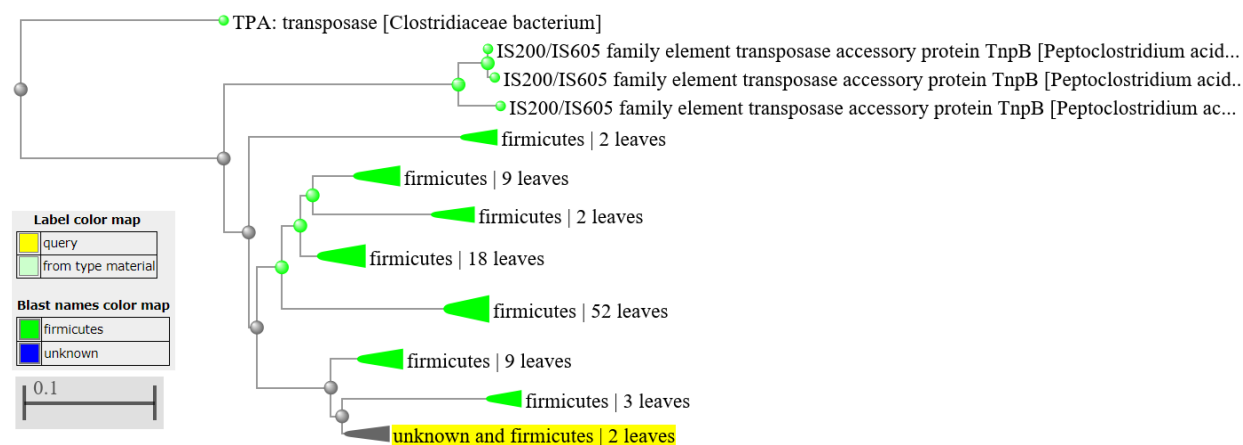 TPA: transposase [Clostridiaceae bacterium]
IS200/IS605 family element transposase accessory protein TnpB [Peptoclostridium acid...
IS200/IS605 family element transposase accessory protein TnpB [Peptoclostridium acid...
IS200/IS605 family element transposase accessory protein TnpB [Peptoclostridium ac...
firmicutes | 2 leaves
firmicutes | 9 leaves
firmicutes | 2 leaves
firmicutes | 18 leaves
firmicutes | 52 leaves
firmicutes | 9 leaves
firmicutes | 3 leaves
unknown and firmicutes | 2 leaves
Label color map
query
from type material
Blast names color map
firmicutes
unknown
0.1